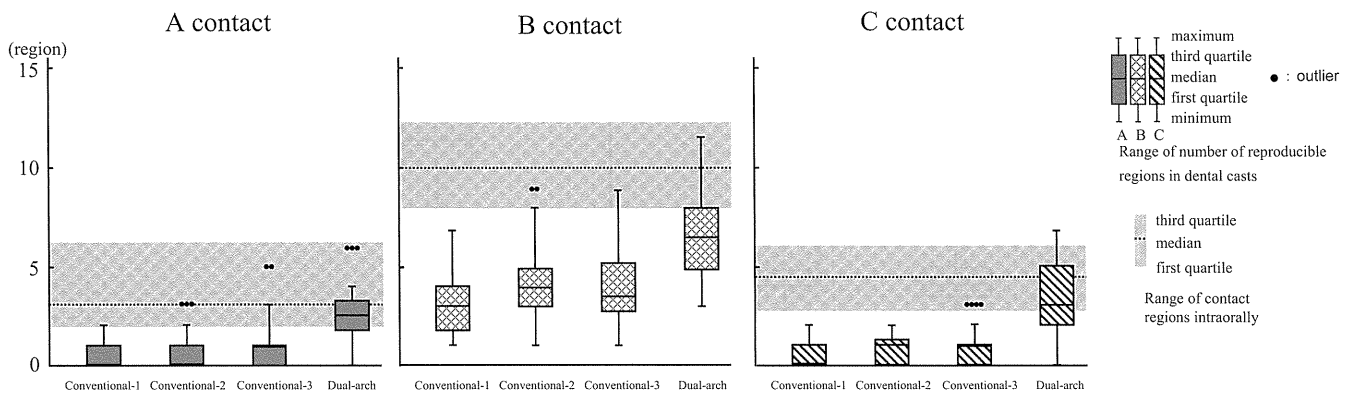 A contact
B contact
C contact
(region)
15
10
5
0
Conventional-1 Conventional-2 Conventional-3 Dual-arch
Conventional-1 Conventional-2 Conventional-3 Dual-arch
Conventional-1 Conventional-2 Conventional-3 Dual-arch
maximum
third quartile
median
first quartile
minimum
: outlier
A B C
Range of number of reproducible
regions in dental casts
third quartile
median
first quartile
Range of contact
regions intraorally